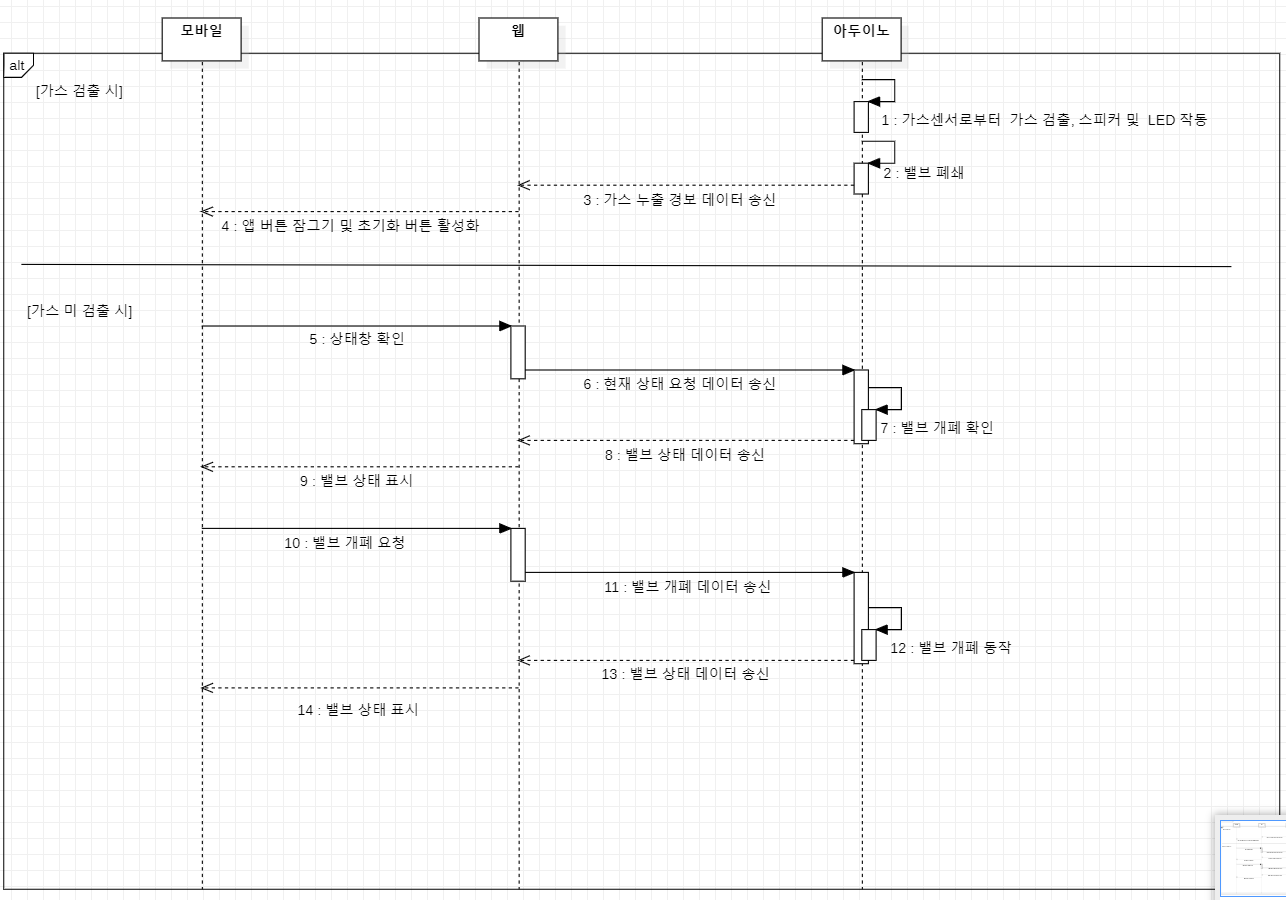 모바일
웹
아두이노
alt
[가스 검출 시]
1 : 가스센서로부터 가스 검출, 스피커 및 LED 작동
2 : 밸브 폐쇄
3 : 가스 누출 경보 데이터 송신
4 : 앱 버튼 잠그기 및 초기화 버튼 활성화
[가스 미 검출 시]
5 : 상태창 확인
6 : 현재 상태 요청 데이터 송신
7 : 밸브 개폐 확인
8 : 밸브 상태 데이터 송신
9 : 밸브 상태 표시
10 : 밸브 개폐 요청
11 : 밸브 개폐 데이터 송신
12 : 밸브 개폐 동작
13 : 밸브 상태 데이터 송신
14 : 밸브 상태 표시